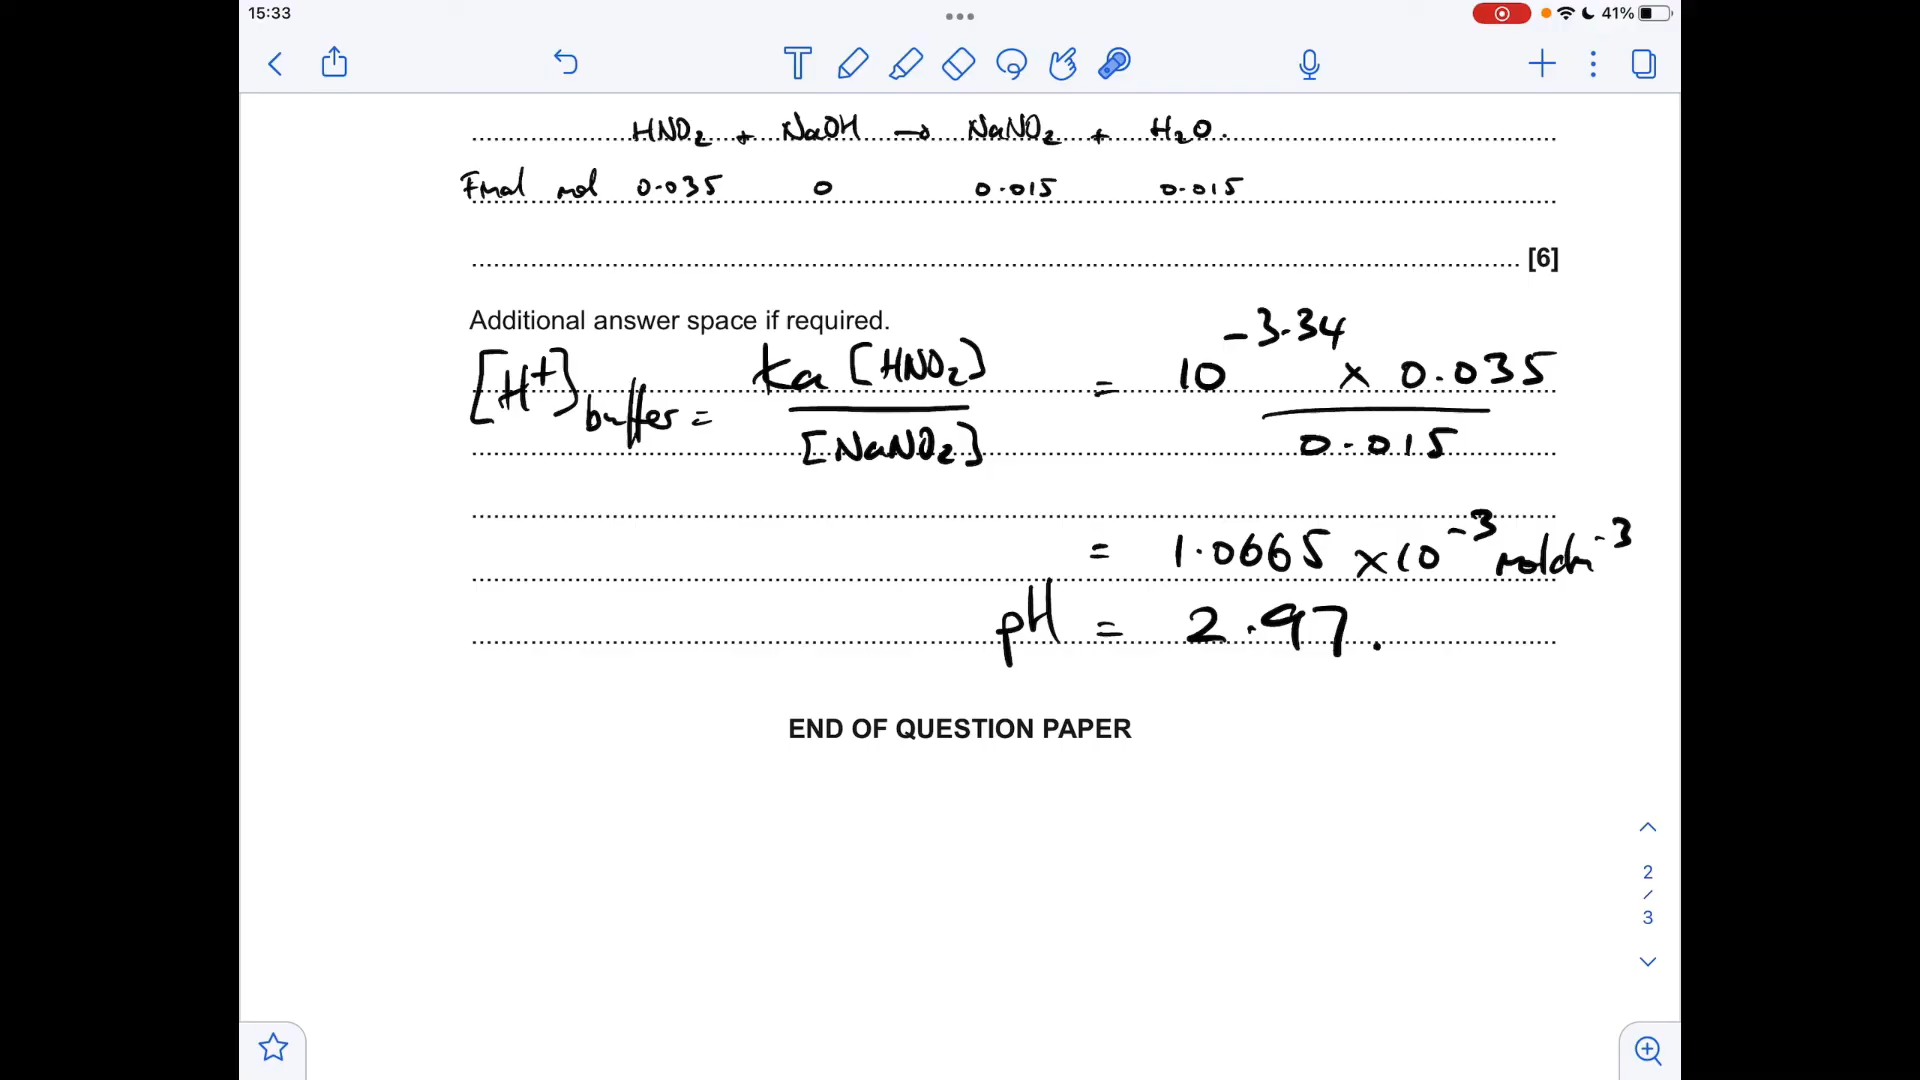 15:33
41%
HNO2 + NaOH → NaNO2 + H2O.
Final mol 0.035 0 0.015 0.015
[6]
Additional answer space if required.
[H+]buffer = Ka [HNO2] / [NaNO2] = 10^-3.34 × 0.035 / 0.015
= 1.0665 × 10^-3 moldm^-3
pH = 2.97.
END OF QUESTION PAPER
2
/
3